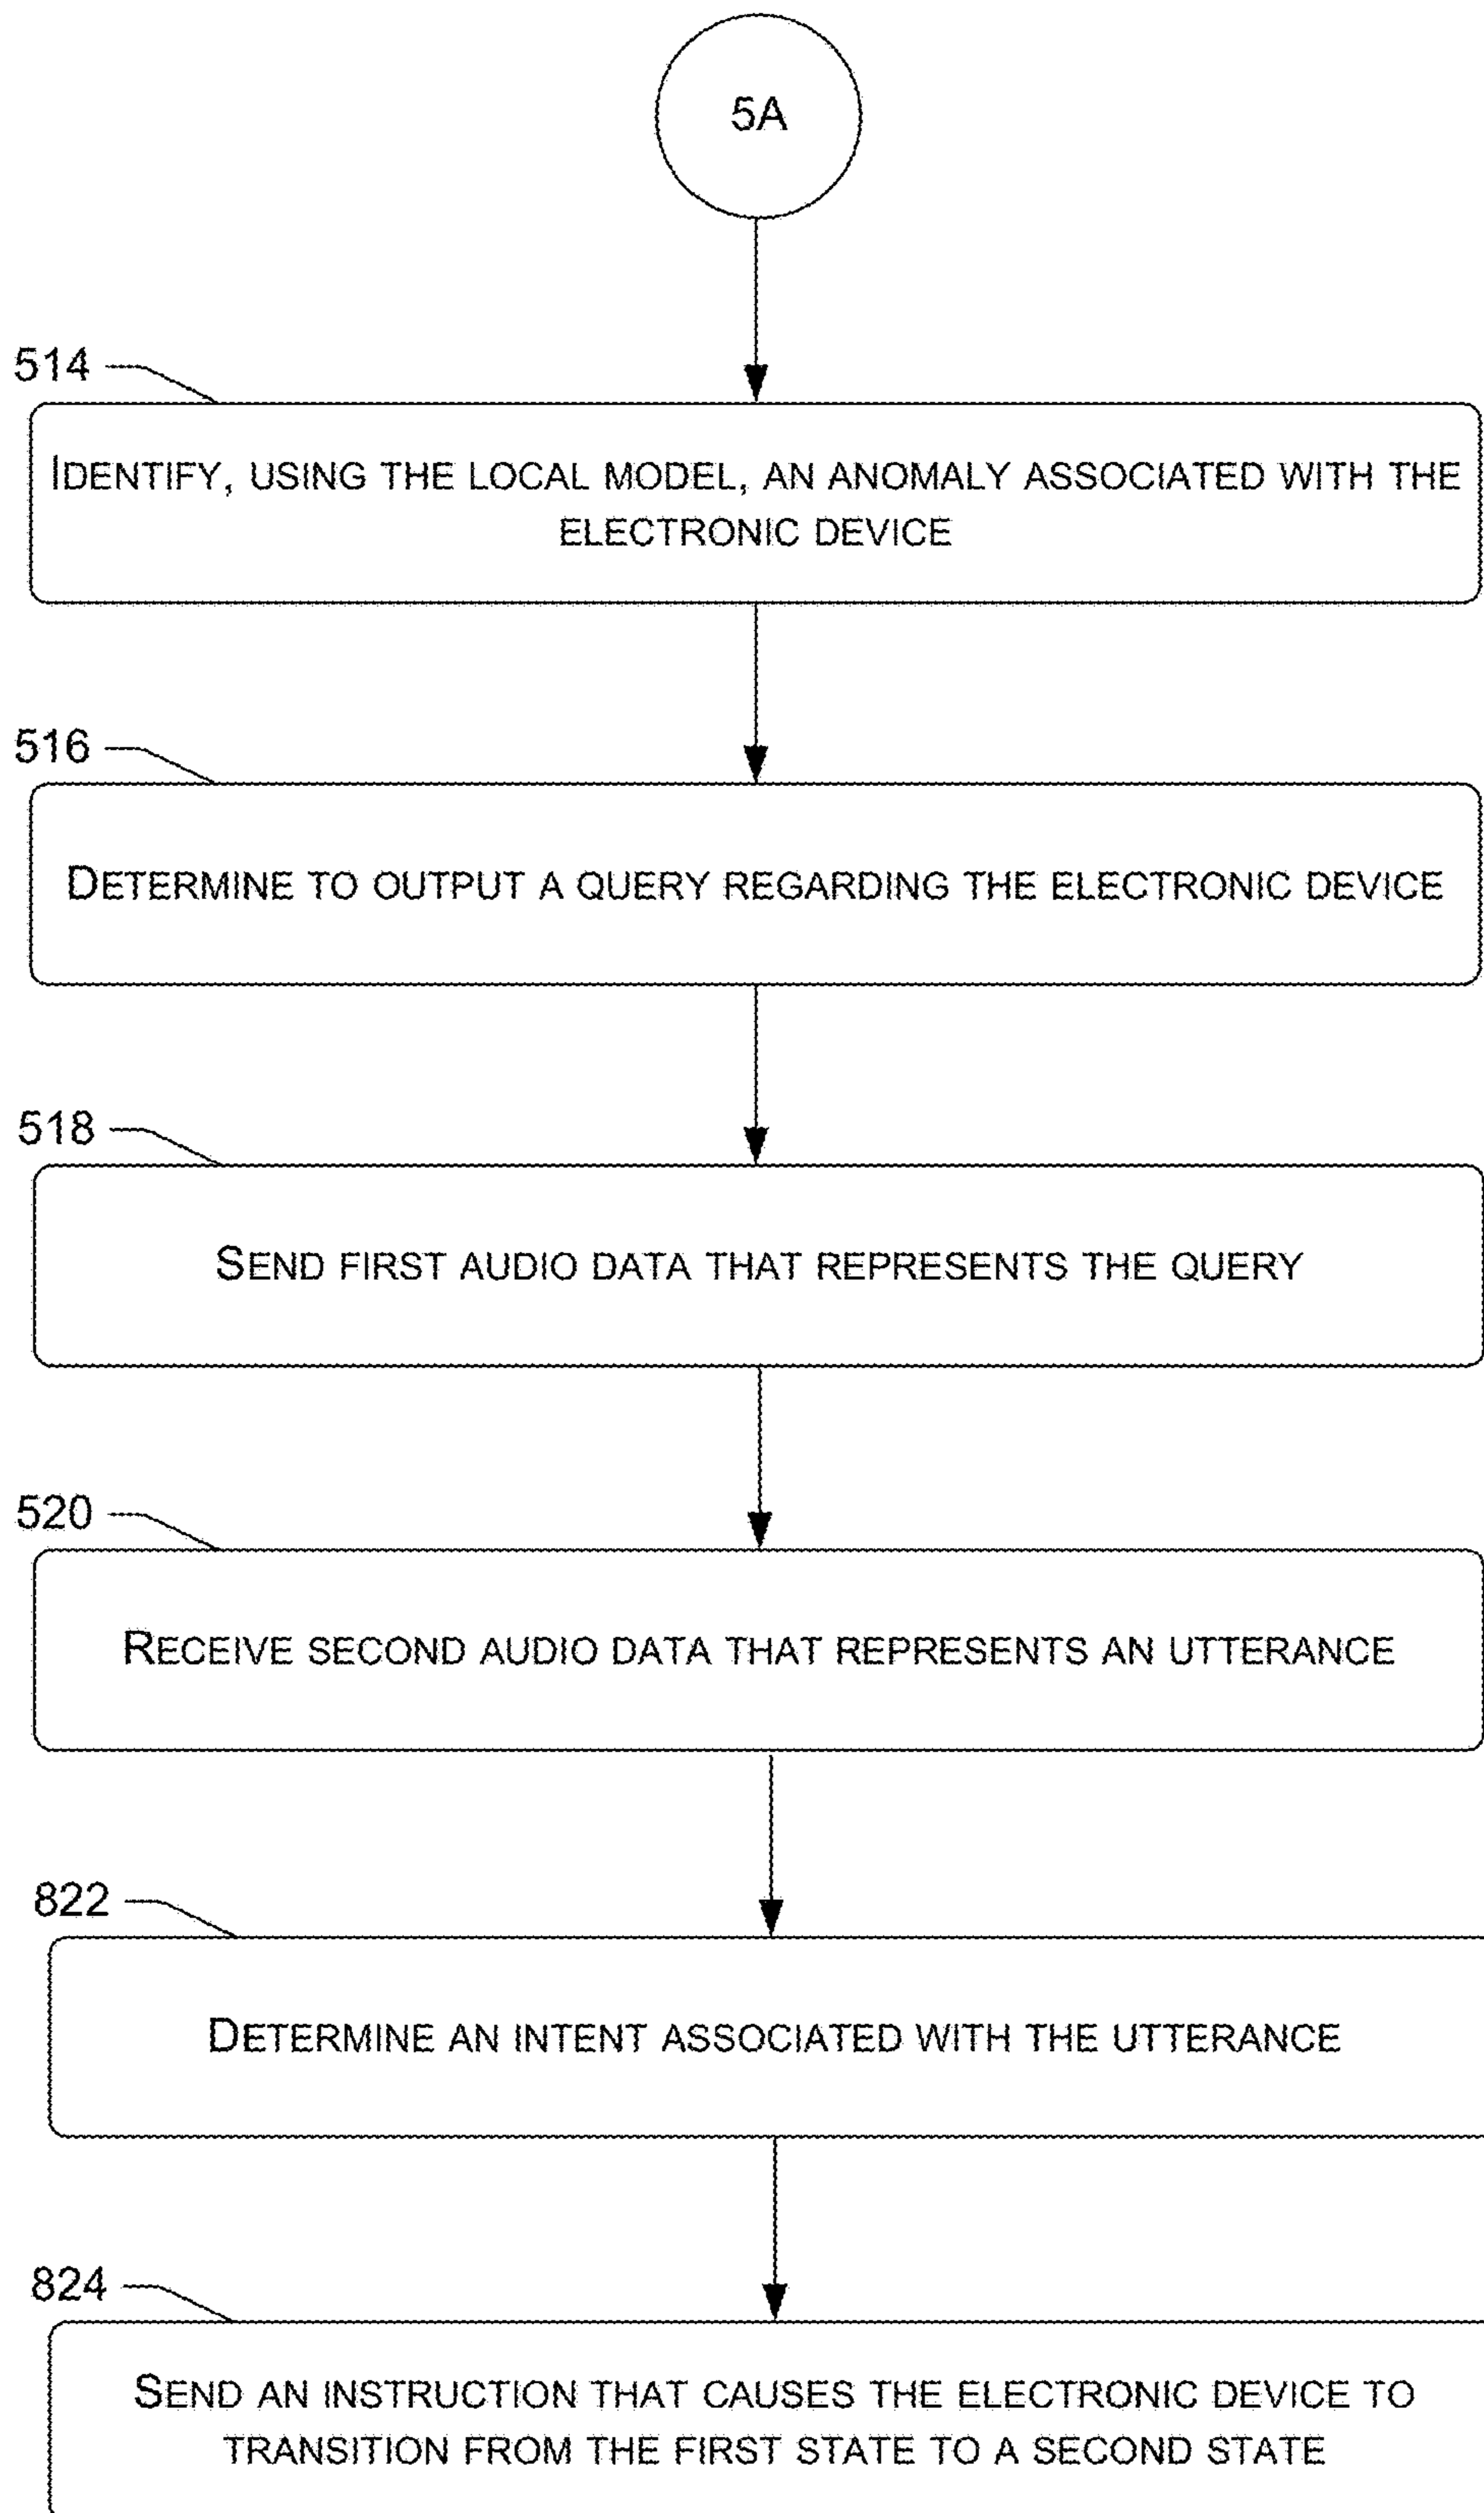 5A
514
IDENTIFY, USING THE LOCAL MODEL, AN ANOMALY ASSOCIATED WITH THE
ELECTRONIC DEVICE
516
DETERMINE TO OUTPUT A QUERY REGARDING THE ELECTRONIC DEVICE
518
SEND FIRST AUDIO DATA THAT REPRESENTS THE QUERY
520
RECEIVE SECOND AUDIO DATA THAT REPRESENTS AN UTTERANCE
822
DETERMINE AN INTENT ASSOCIATED WITH THE UTTERANCE
824
SEND AN INSTRUCTION THAT CAUSES THE ELECTRONIC DEVICE TO
TRANSITION FROM THE FIRST STATE TO A SECOND STATE